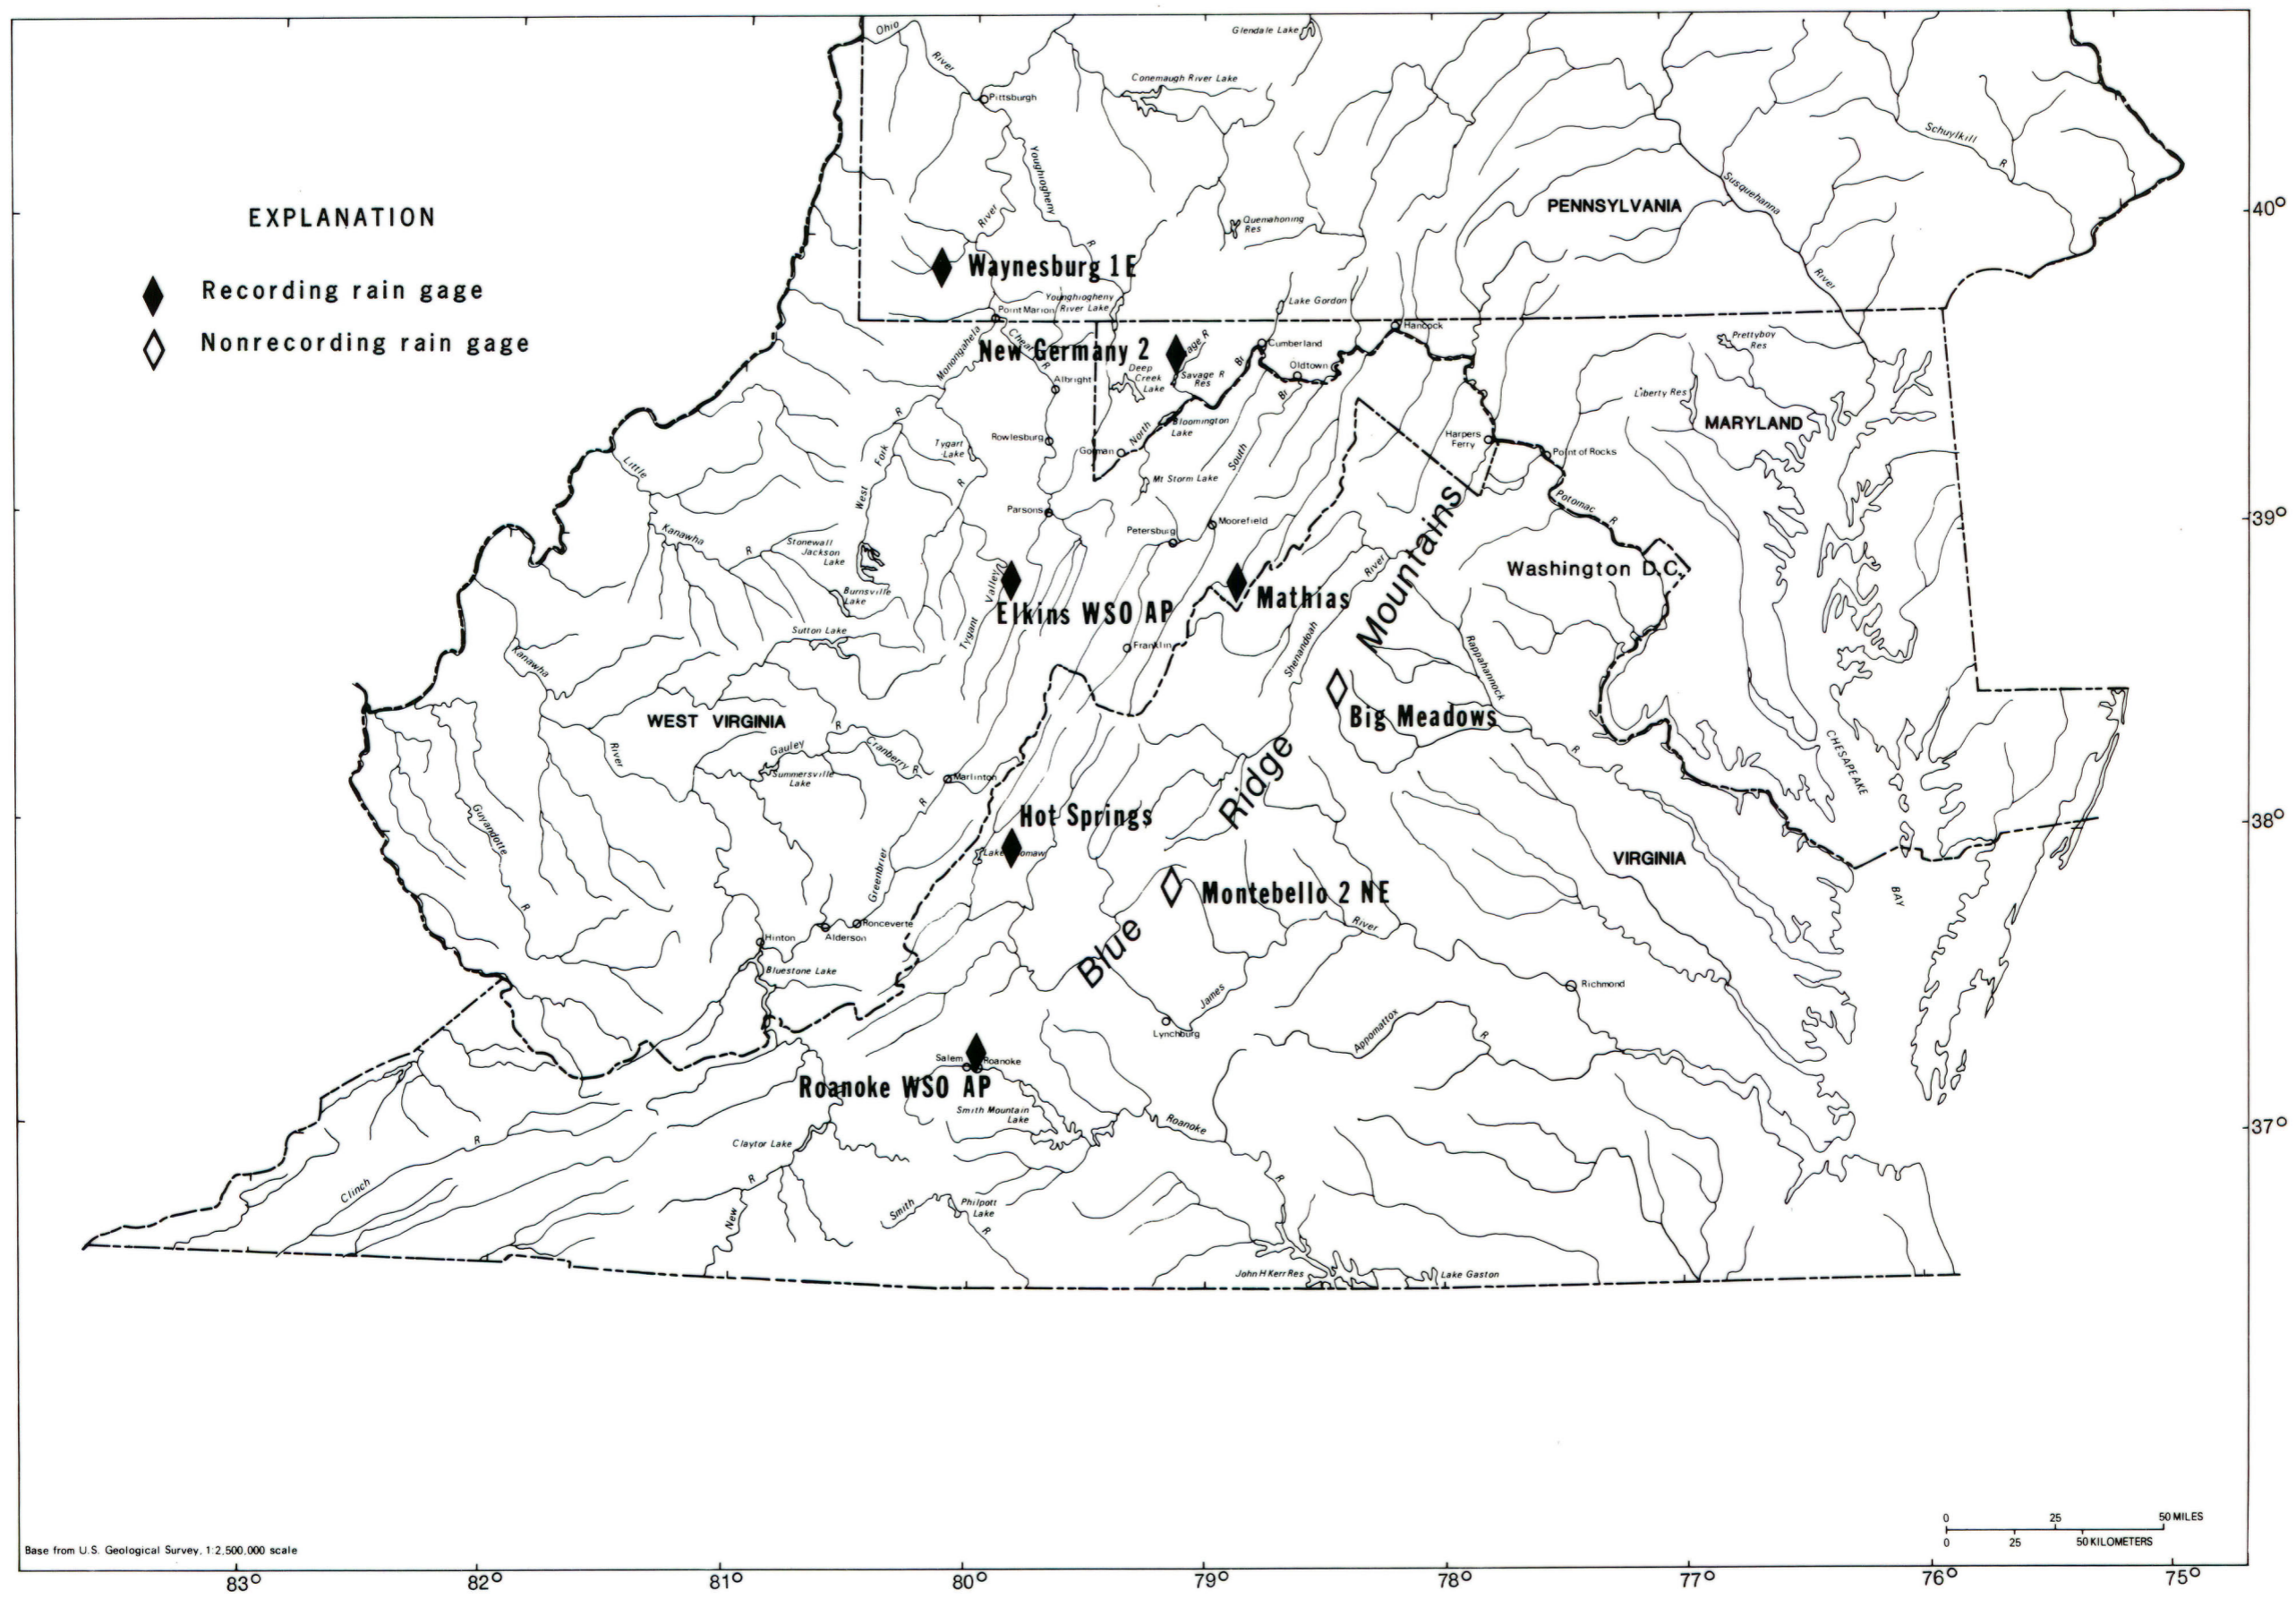 Ohio
River
Glendale Lake
Conemaugh River Lake
Pittsburgh
Schuylkill
R
Youghiogheny
R
River
Susquehanna
River
PENNSYLVANIA
40°
Quemahoning
Res
EXPLANATION
Recording rain gage
Nonrecording rain gage
Waynesburg 1E
Youghiogheny
River Lake
Point Marion
Lake Gordon
Hancock
Monongahela
Cheat
R
New Germany 2
Savage R
Res
Deep
Creek
Lake
Cumberland
Oldtown
Br
Br
Prettyboy
Res
Albright
Liberty Res
MARYLAND
R
Fork
West
Tygart
Lake
R
Rowlesburg
Gorman
North
Bloomington
Lake
South
Harpers
Ferry
Point of Rocks
Little
Mt Storm Lake
Potomac
R
39°
Parsons
Petersburg
Moorefield
Kanawha
R
Stonewall
Jackson
Lake
Burnsville
Lake
Valley
Tygart
Elkins WSO AP
Mathias
River
Shenandoah
Mountains
Washington D.C.
Sutton Lake
Franklin
Rappahannock
R
Kanawha
River
WEST VIRGINIA
Big Meadows
R
Gauley
Cranberry
R
Summersville
Lake
Marlinton
R
Greenbrier
Ridge
CHESAPEAKE
BAY
Guyandotte
R
Hot Springs
38°
VIRGINIA
Montebello 2 NE
River
Blue
Ronceverte
Alderson
Hinton
Bluestone Lake
James
Lynchburg
Richmond
Appomattox
R
Salem
Roanoke
Roanoke WSO AP
Smith Mountain
Lake
Roanoke
R
37°
Claytor Lake
R
Clinch
R
New
Smith
R
Philpott
Lake
John H Kerr Res
Lake Gaston
0 25 50 MILES
0 25 50 KILOMETERS
Base from U.S. Geological Survey, 1:2,500,000 scale
83° 82° 81° 80° 79° 78° 77° 76° 75°